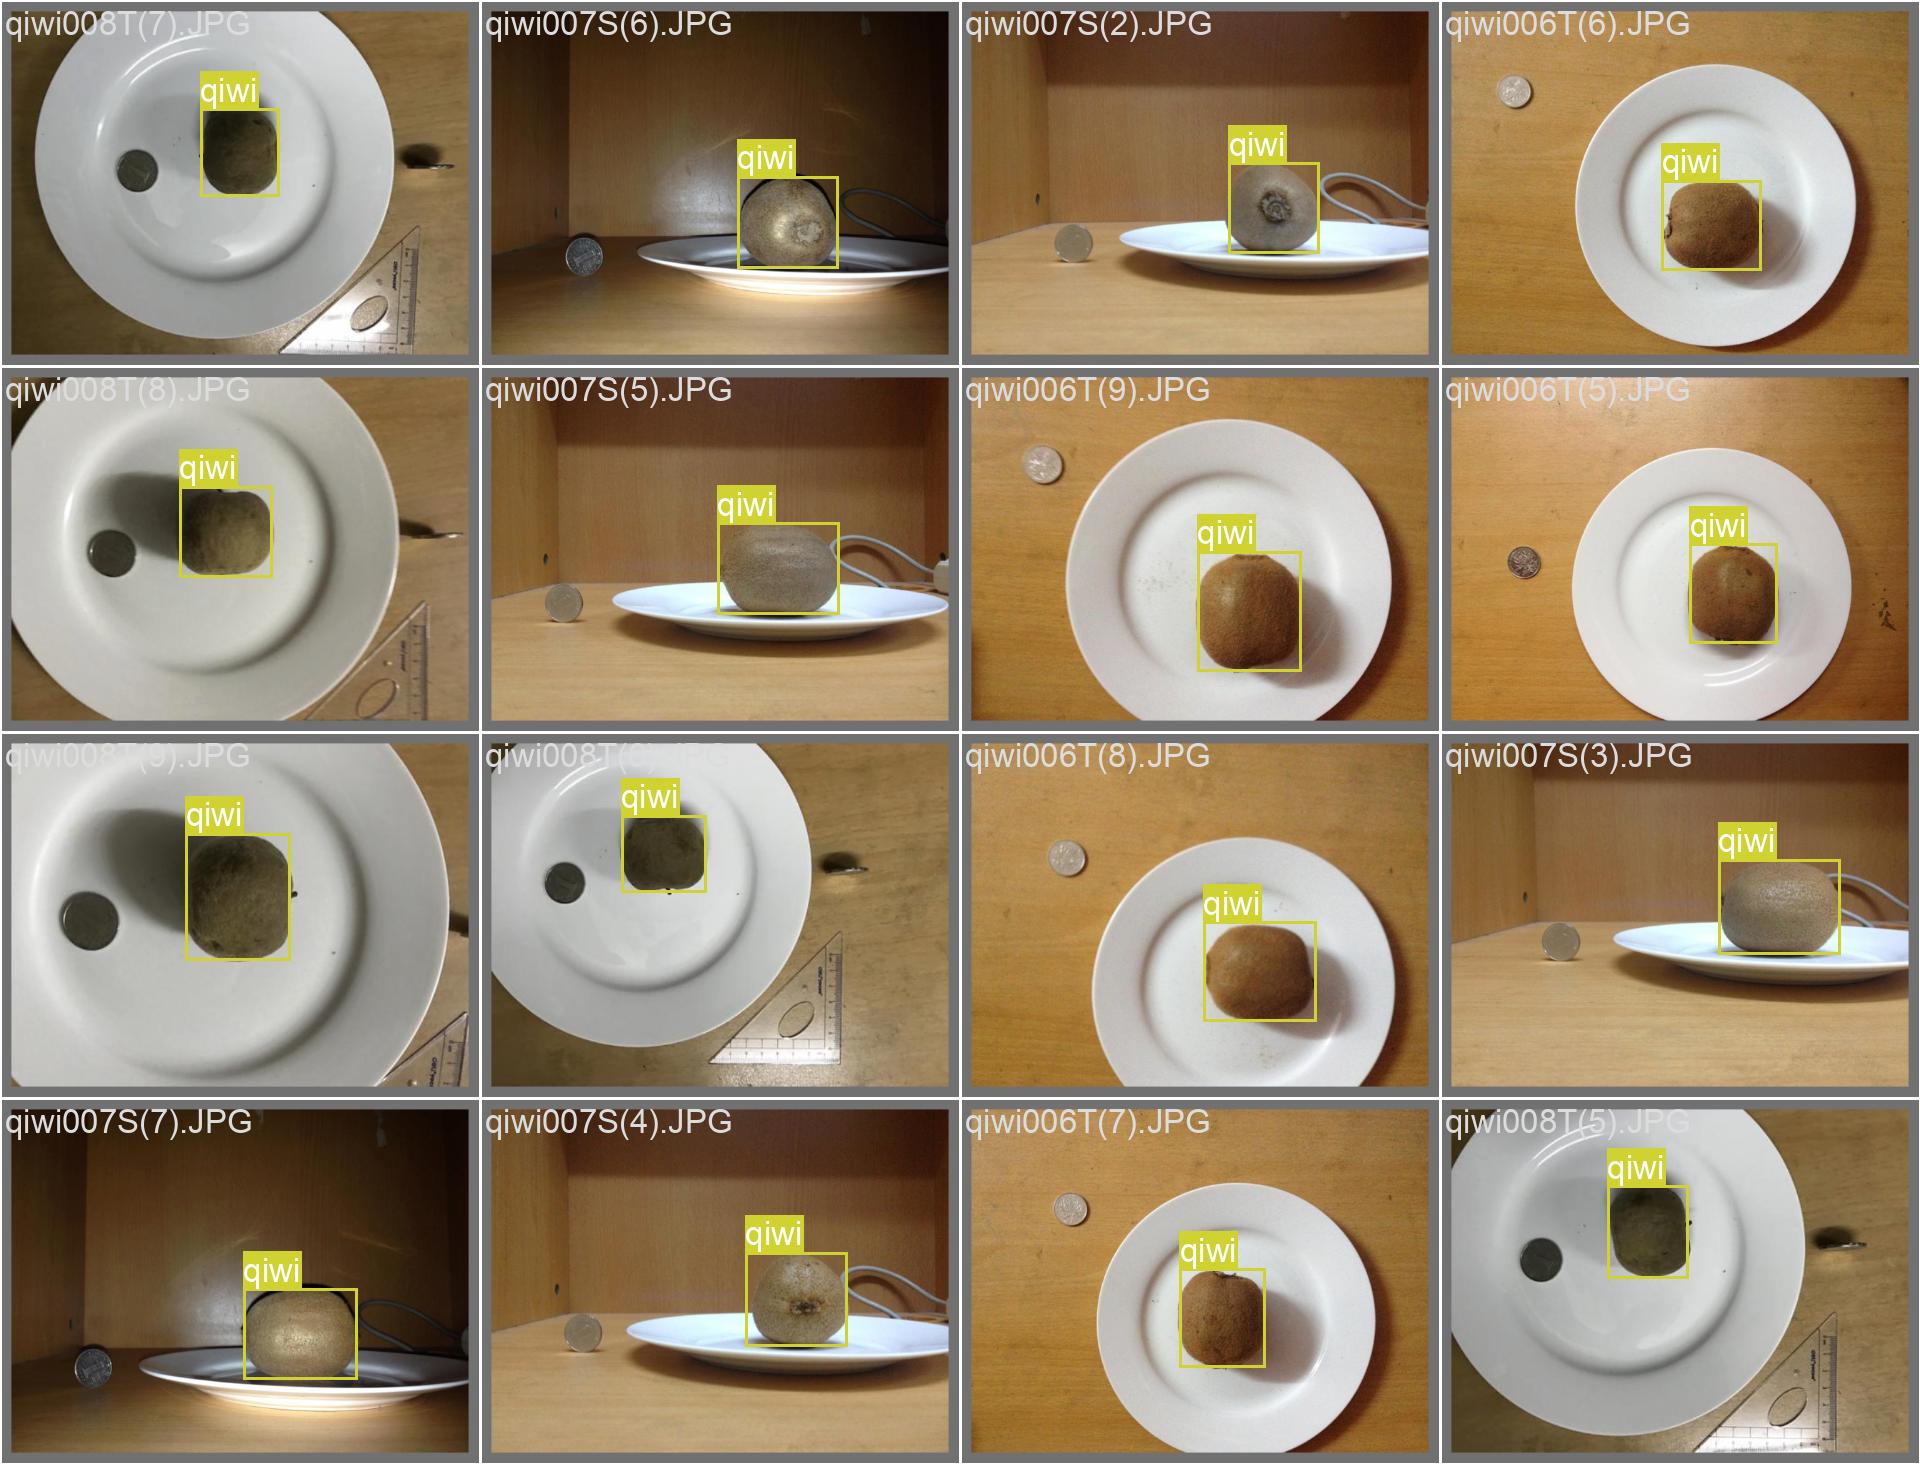 qiwi008T(7).JPG
qiwi
qiwi007S(6).JPG
qiwi
qiwi007S(2).JPG
qiwi
qiwi006T(6).JPG
qiwi
qiwi008T(8).JPG
qiwi
qiwi007S(5).JPG
qiwi
qiwi006T(9).JPG
qiwi
qiwi006T(5).JPG
qiwi
qiwi008T(9).JPG
qiwi
qiwi008T(6).JPG
qiwi
qiwi006T(8).JPG
qiwi
qiwi007S(3).JPG
qiwi
qiwi007S(7).JPG
qiwi
qiwi007S(4).JPG
qiwi
qiwi006T(7).JPG
qiwi
qiwi008T(5).JPG
qiwi